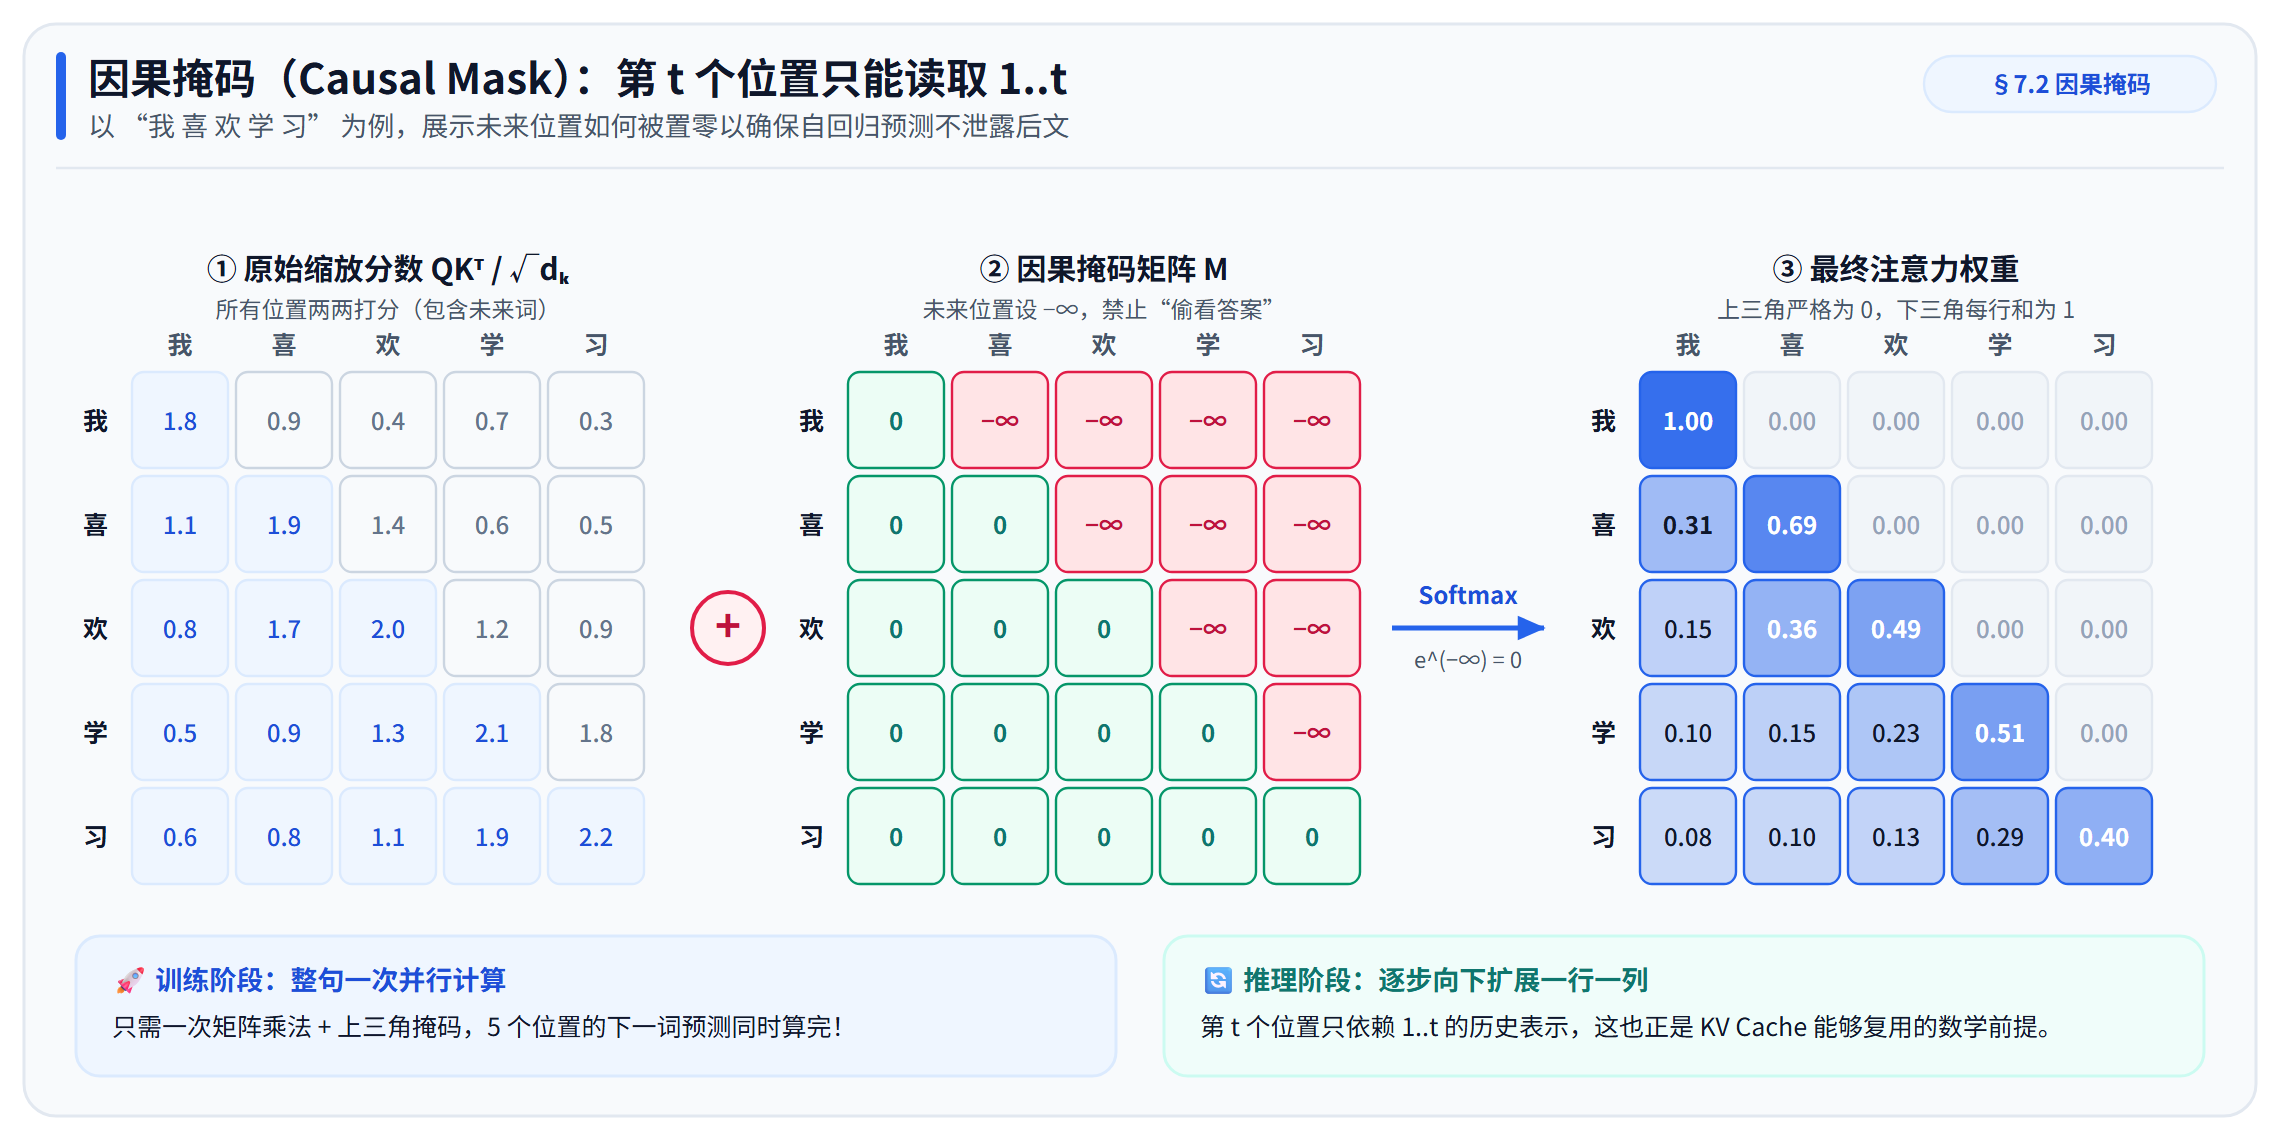 因果掩码（Causal Mask）：第 t 个位置只能读取 1..t
以 “我 喜 欢 学 习” 为例，展示未来位置如何被置零以确保自回归预测不泄露后文
§ 7.2 因果掩码
① 原始缩放分数 QKᵀ / √dₖ
所有位置两两打分（包含未来词）
我 喜 欢 学 习
我 1.8 0.9 0.4 0.7 0.3
喜 1.1 1.9 1.4 0.6 0.5
欢 0.8 1.7 2.0 1.2 0.9
学 0.5 0.9 1.3 2.1 1.8
习 0.6 0.8 1.1 1.9 2.2
+
② 因果掩码矩阵 M
未来位置设 −∞，禁止“偷看答案”
我 喜 欢 学 习
我 0 −∞ −∞ −∞ −∞
喜 0 0 −∞ −∞ −∞
欢 0 0 0 −∞ −∞
学 0 0 0 0 −∞
习 0 0 0 0 0
Softmax
e^(−∞) = 0
③ 最终注意力权重
上三角严格为 0，下三角每行和为 1
我 喜 欢 学 习
我 1.00 0.00 0.00 0.00 0.00
喜 0.31 0.69 0.00 0.00 0.00
欢 0.15 0.36 0.49 0.00 0.00
学 0.10 0.15 0.23 0.51 0.00
习 0.08 0.10 0.13 0.29 0.40
🚀 训练阶段：整句一次并行计算
只需一次矩阵乘法 + 上三角掩码，5 个位置的下一词预测同时算完！
🔄 推理阶段：逐步向下扩展一行一列
第 t 个位置只依赖 1..t 的历史表示，这也正是 KV Cache 能够复用的数学前提。